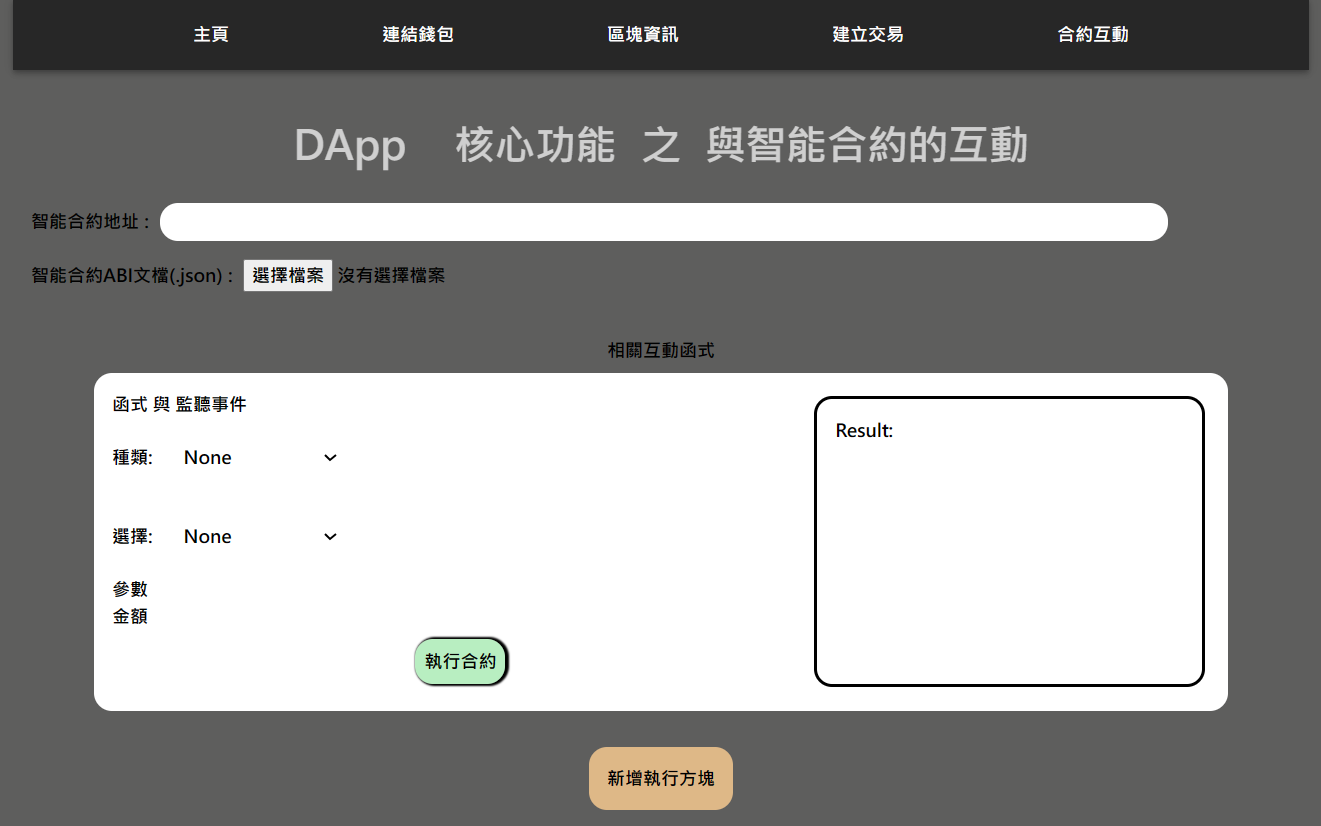 主頁 連結錢包 區塊資訊 建立交易 合約互動
DApp 核心功能 之 與智能合約的互動
智能合約地址 :
智能合約ABI文檔(.json) : 選擇檔案 沒有選擇檔案
相關互動函式
函式 與 監聽事件
種類: None
選擇: None
參數
金額
執行合約
Result:
新增執行方塊